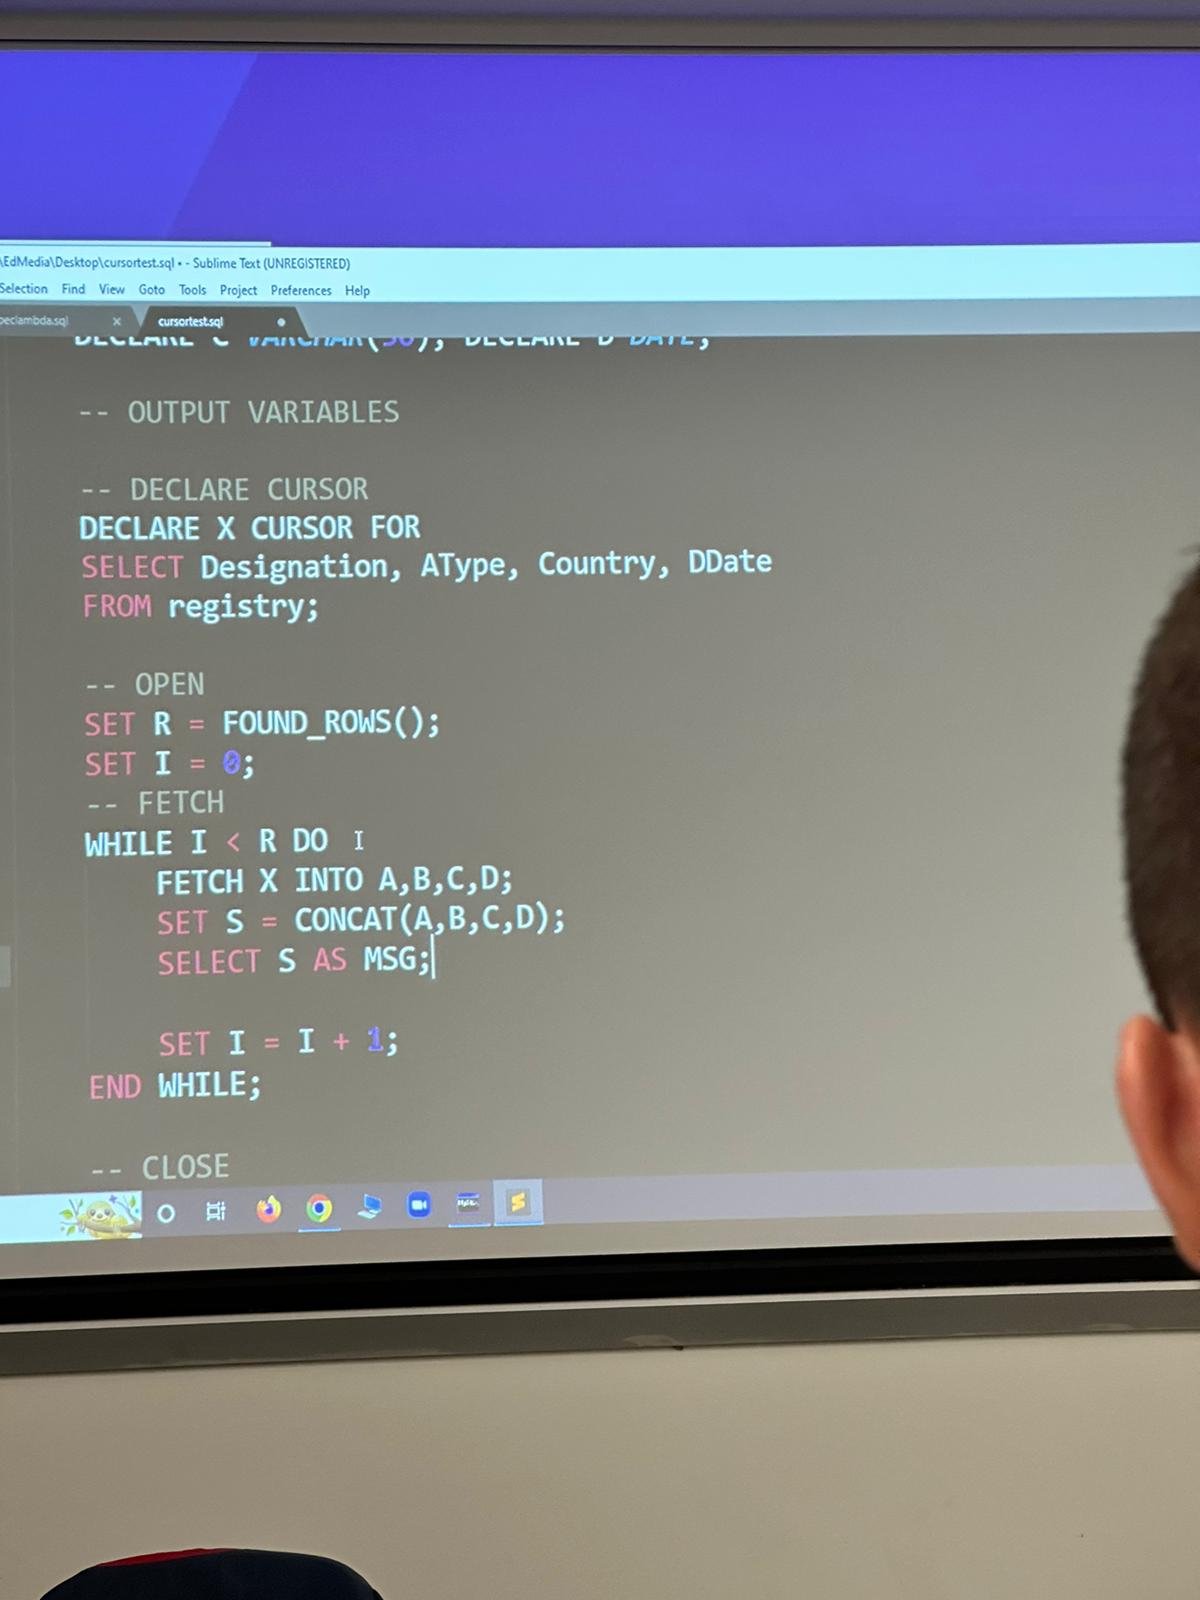 \EdMedia\Desktop\cursortest.sql • - Sublime Text (UNREGISTERED)
Selection Find View Goto Tools Project Preferences Help
peclambda.sql × cursortest.sql
DECLARE C VARCHAR(50); DECLARE D DATE;
-- OUTPUT VARIABLES
-- DECLARE CURSOR
DECLARE X CURSOR FOR
SELECT Designation, AType, Country, DDate
FROM registry;
-- OPEN
SET R = FOUND_ROWS();
SET I = 0;
-- FETCH
WHILE I < R DO
FETCH X INTO A,B,C,D;
SET S = CONCAT(A,B,C,D);
SELECT S AS MSG;
SET I = I + 1;
END WHILE;
-- CLOSE